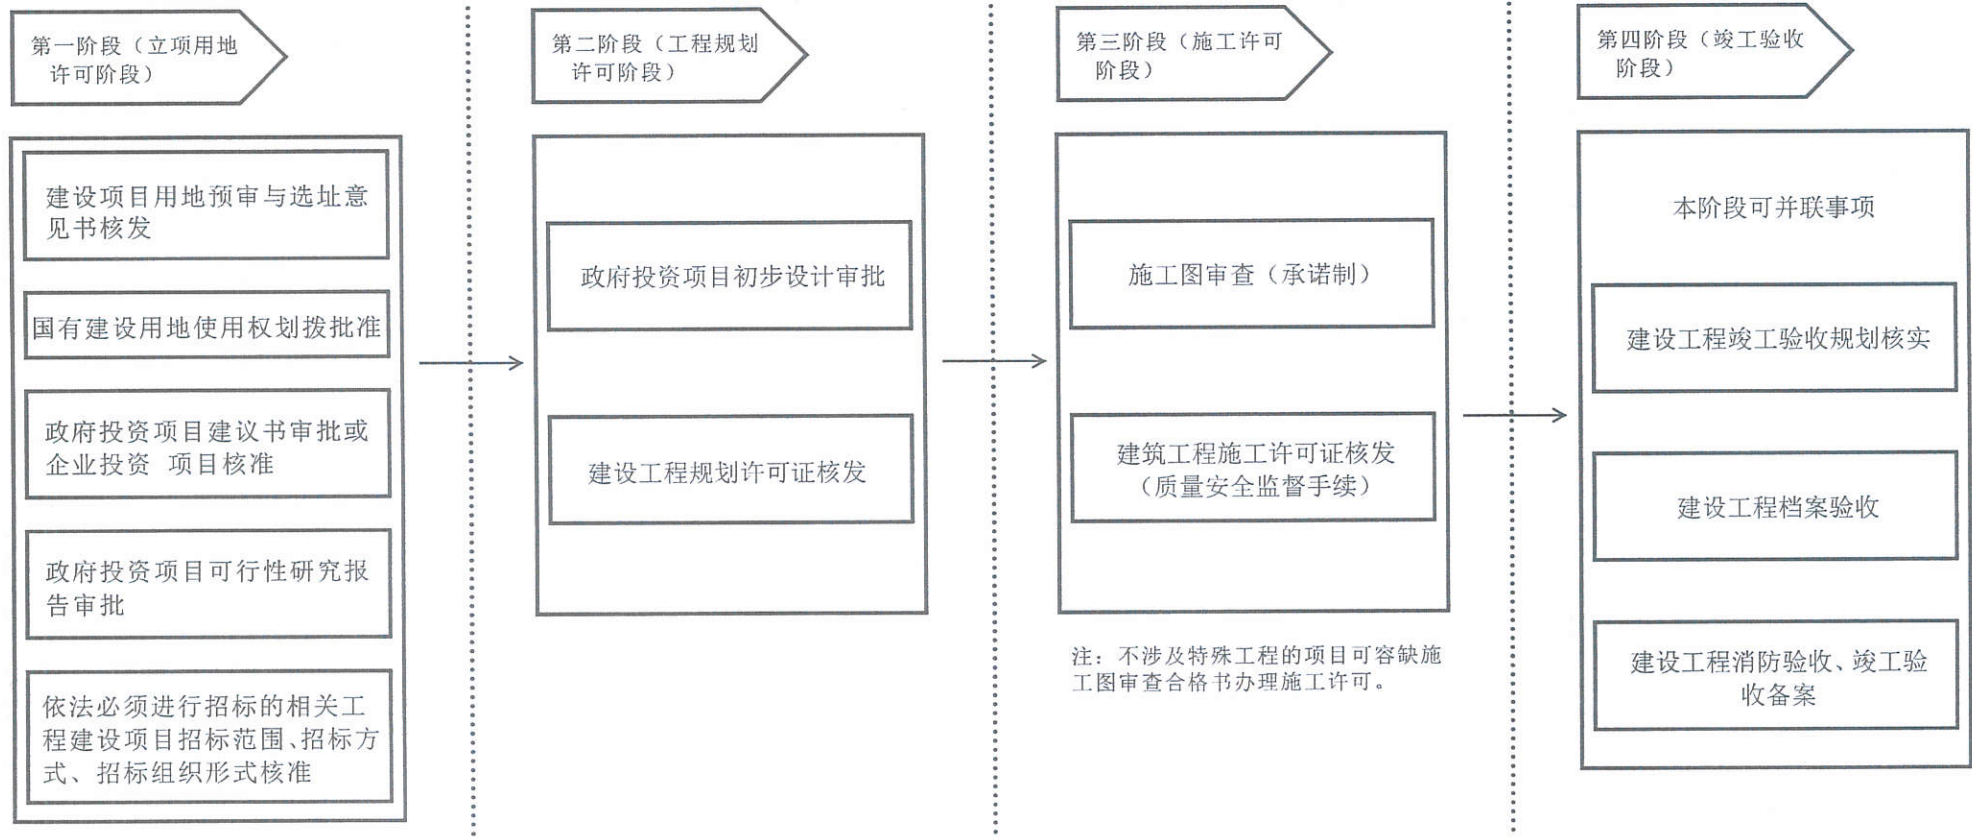 第一阶段（立项用地
许可阶段）
建设项目用地预审与选址意
见书核发
国有建设用地使用权划拨批准
政府投资项目建议书审批或
企业投资 项目核准
政府投资项目可行性研究报
告审批
依法必须进行招标的相关工
程建设项目招标范围、招标方
式、招标组织形式核准
第二阶段（工程规划
许可阶段）
政府投资项目初步设计审批
建设工程规划许可证核发
第三阶段（施工许可
阶段）
施工图审查（承诺制）
建筑工程施工许可证核发
（质量安全监督手续）
注：不涉及特殊工程的项目可容缺施
工图审查合格书办理施工许可。
第四阶段（竣工验收
阶段）
本阶段可并联事项
建设工程竣工验收规划核实
建设工程档案验收
建设工程消防验收、竣工验
收备案